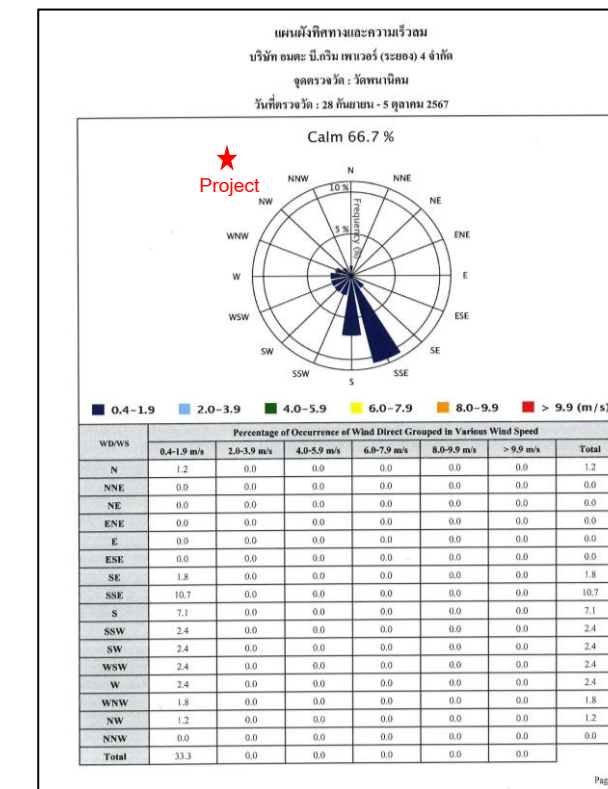 แผนผังทิศทางและความเร็วลม
บริษัท อมตะ บี.กริม เพาเวอร์ (ระยอง) 4 จำกัด
จุดตรวจวัด : วัดพนานิคม
วันที่ตรวจวัด : 28 กันยายน - 5 ตุลาคม 2567
Calm 66.7 %
Project
N
NNW NNE
10 %
NW NE
5 %
Frequency (%)
WNW ENE
W E
WSW ESE
SW SE
SSW SSE
S
0.4-1.9 2.0-3.9 4.0-5.9 6.0-7.9 8.0-9.9 > 9.9 (m/s)
WD/WS Percentage of Occurrence of Wind Direct Grouped in Various Wind Speed
0.4-1.9 m/s 2.0-3.9 m/s 4.0-5.9 m/s 6.0-7.9 m/s 8.0-9.9 m/s > 9.9 m/s Total
N 1.2 0.0 0.0 0.0 0.0 0.0 1.2
NNE 0.0 0.0 0.0 0.0 0.0 0.0 0.0
NE 0.0 0.0 0.0 0.0 0.0 0.0 0.0
ENE 0.0 0.0 0.0 0.0 0.0 0.0 0.0
E 0.0 0.0 0.0 0.0 0.0 0.0 0.0
ESE 0.0 0.0 0.0 0.0 0.0 0.0 0.0
SE 1.8 0.0 0.0 0.0 0.0 0.0 1.8
SSE 10.7 0.0 0.0 0.0 0.0 0.0 10.7
S 7.1 0.0 0.0 0.0 0.0 0.0 7.1
SSW 2.4 0.0 0.0 0.0 0.0 0.0 2.4
SW 2.4 0.0 0.0 0.0 0.0 0.0 2.4
WSW 2.4 0.0 0.0 0.0 0.0 0.0 2.4
W 2.4 0.0 0.0 0.0 0.0 0.0 2.4
WNW 1.8 0.0 0.0 0.0 0.0 0.0 1.8
NW 1.2 0.0 0.0 0.0 0.0 0.0 1.2
NNW 0.0 0.0 0.0 0.0 0.0 0.0 0.0
Total 33.3 0.0 0.0 0.0 0.0 0.0